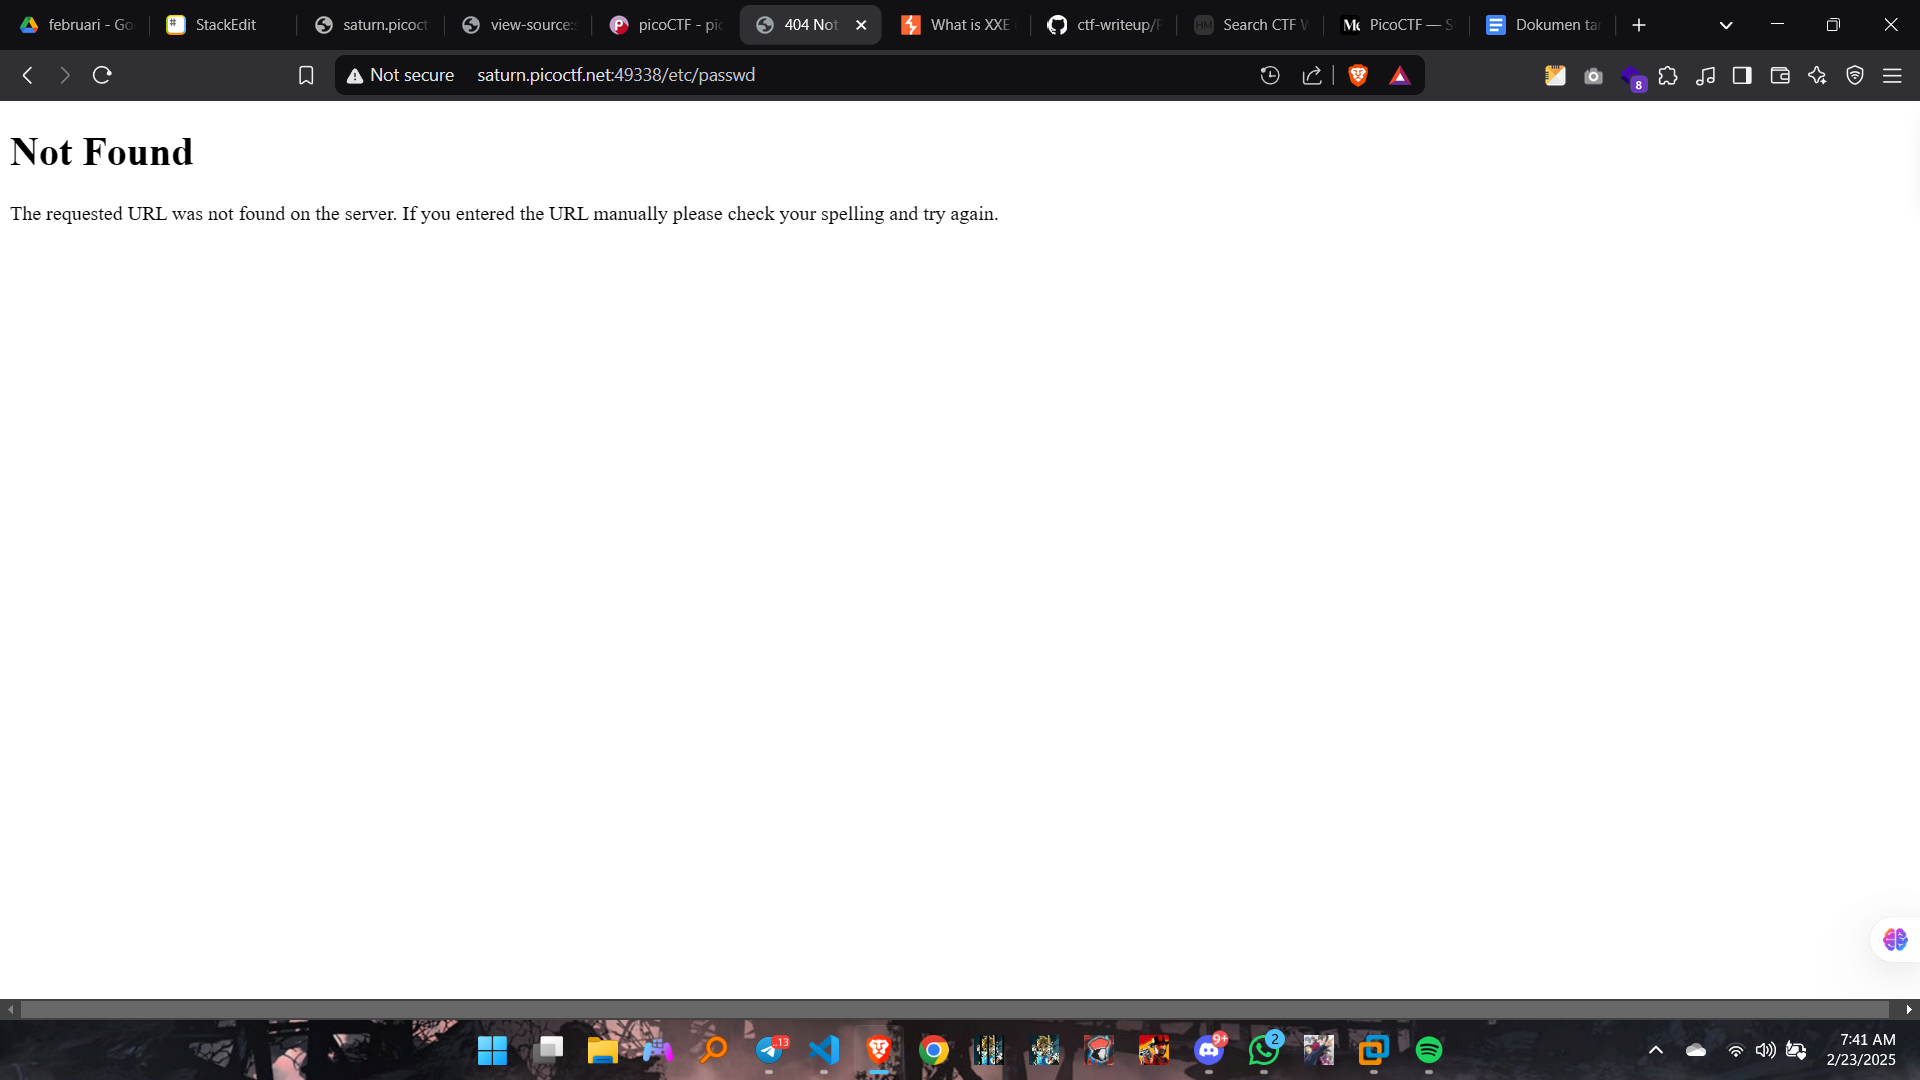 februari - Go
StackEdit
saturn.picoct
view-source:s
picoCTF - pic
404 Not
What is XXE
ctf-writeup/P
HM
Search CTF W
PicoCTF — S
Dokumen tan
Not secure
saturn.picoctf.net:49338/etc/passwd
8
Not Found
The requested URL was not found on the server. If you entered the URL manually please check your spelling and try again.
13
9+
2
7:41 AM
2/23/2025